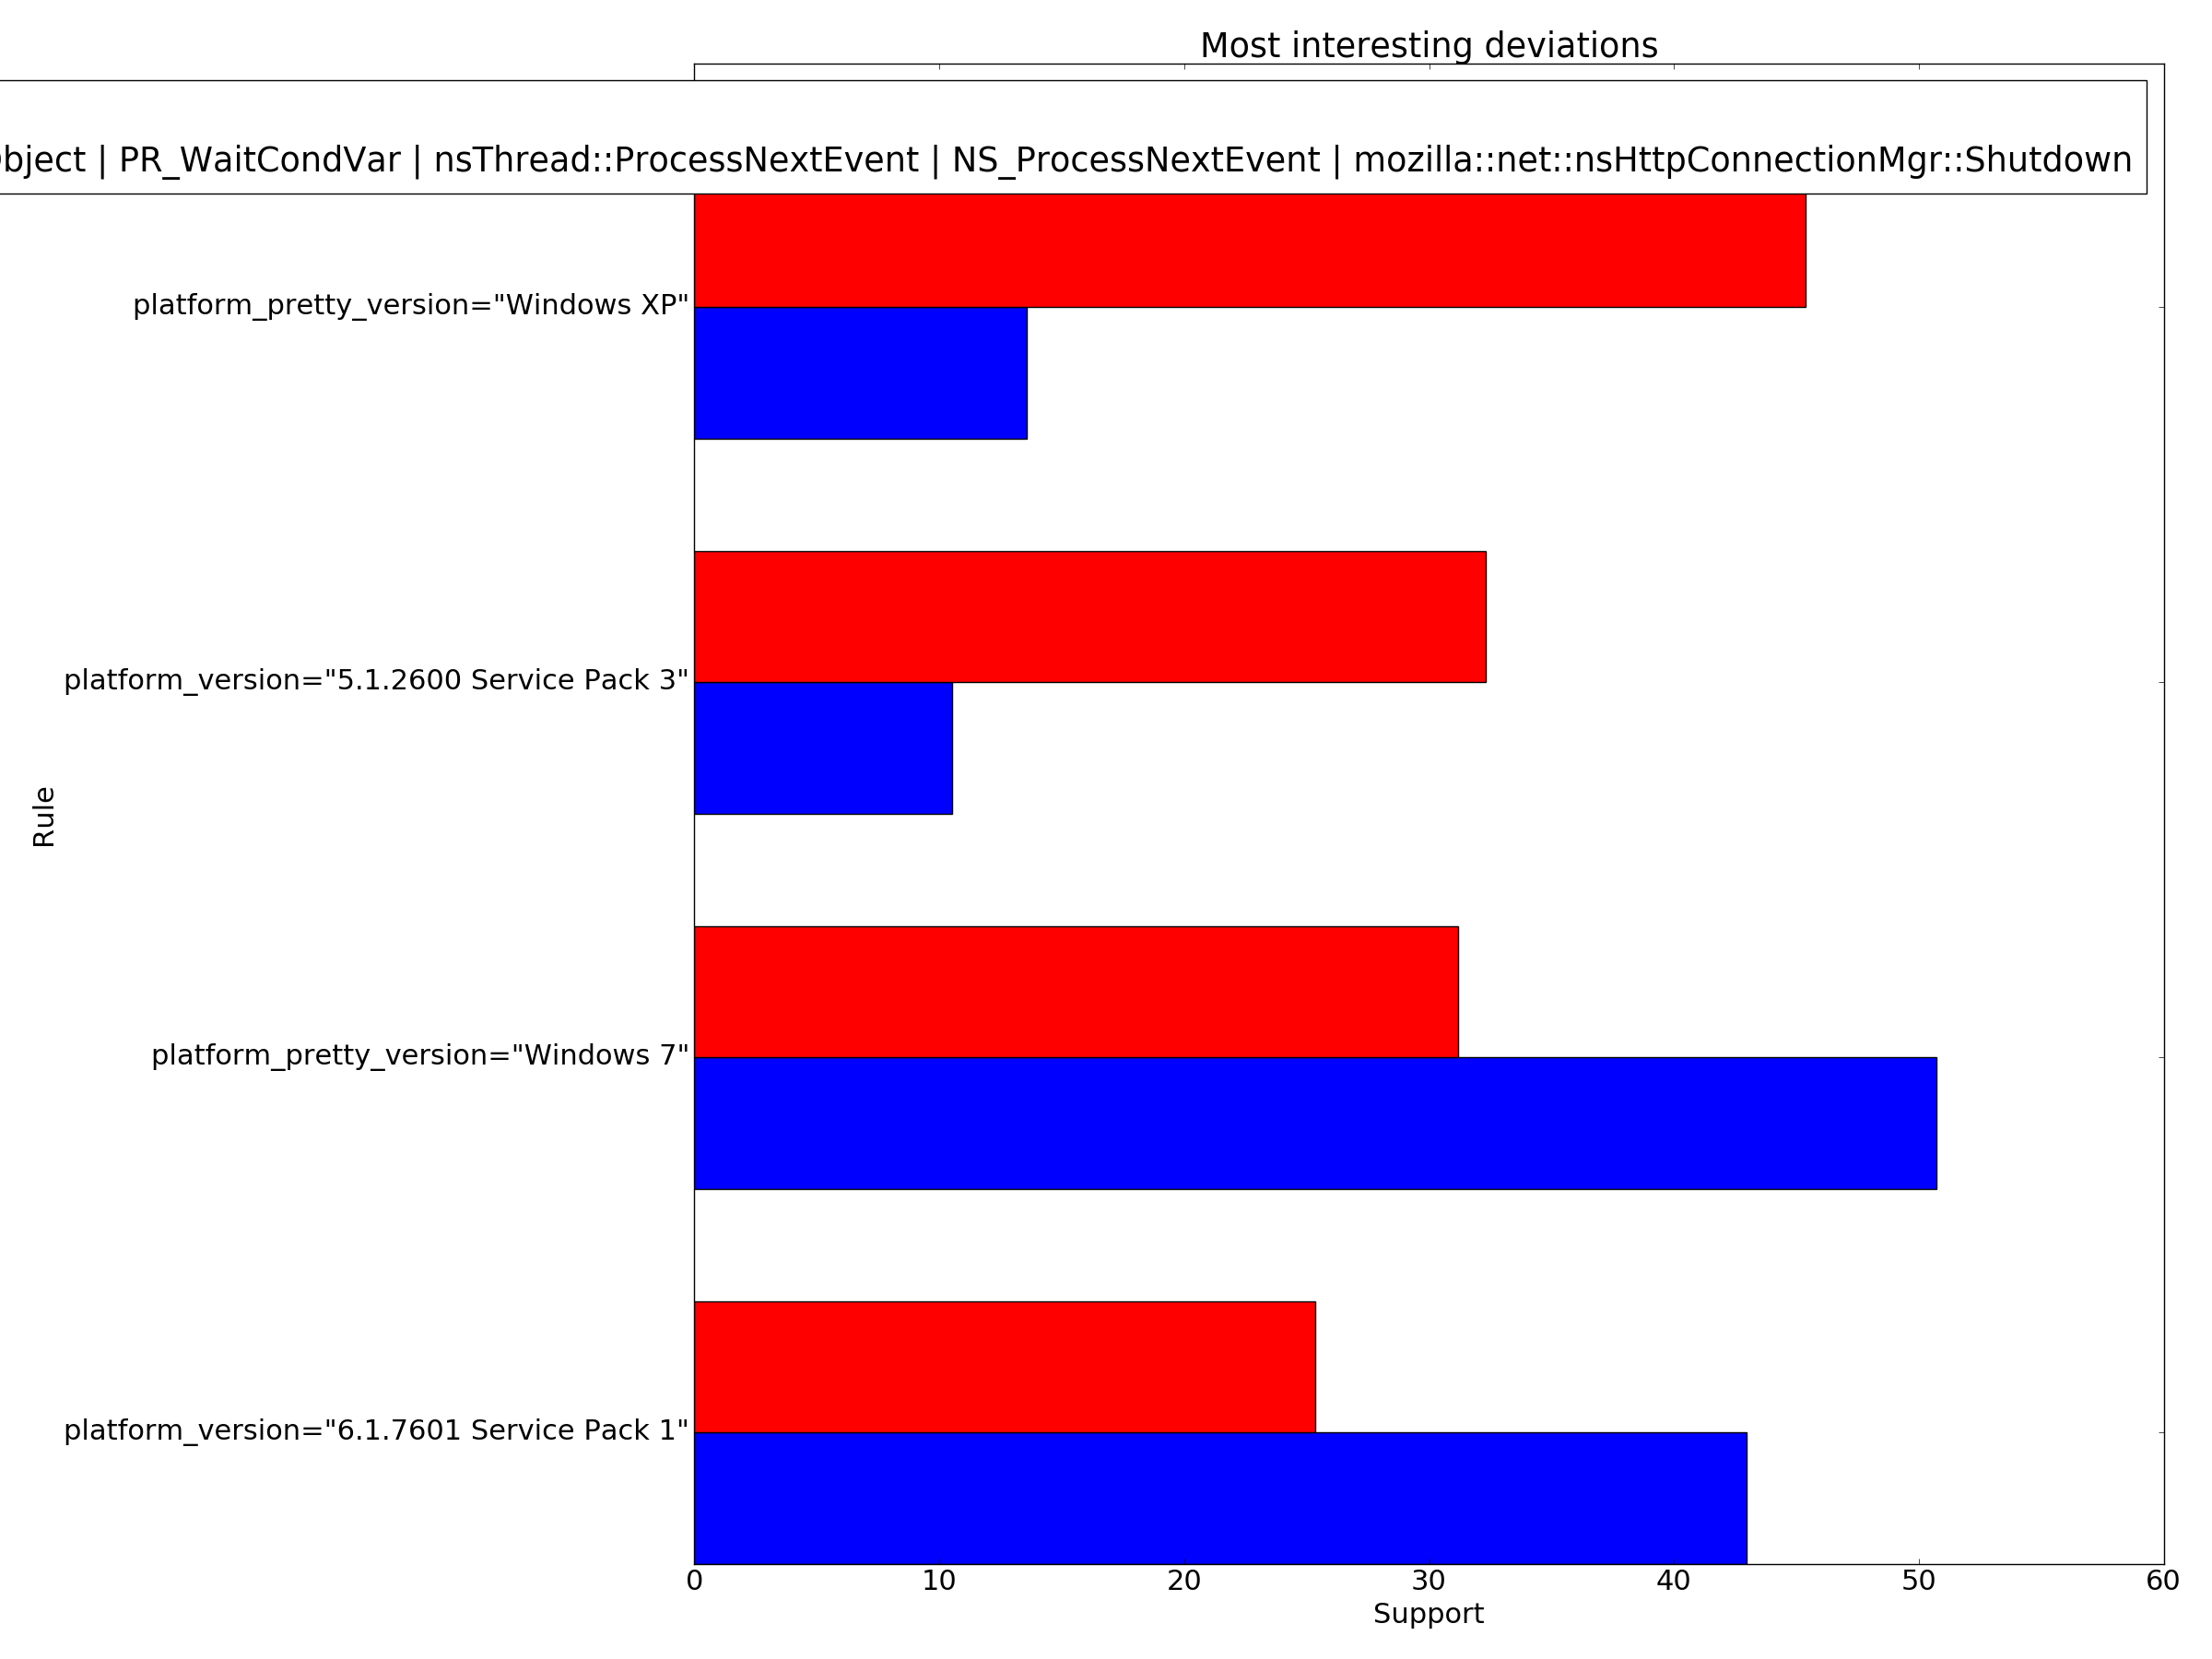 Most interesting deviations
| PR_WaitCondVar | nsThread::ProcessNextEvent | NS_ProcessNextEvent | mozilla::net::nsHttpConnectionMgr::Shutdown
platform_pretty_version="Windows XP"
platform_version="5.1.2600 Service Pack 3"
Rule
platform_pretty_version="Windows 7"
platform_version="6.1.7601 Service Pack 1"
0 10 20 30 40 50 60
Support